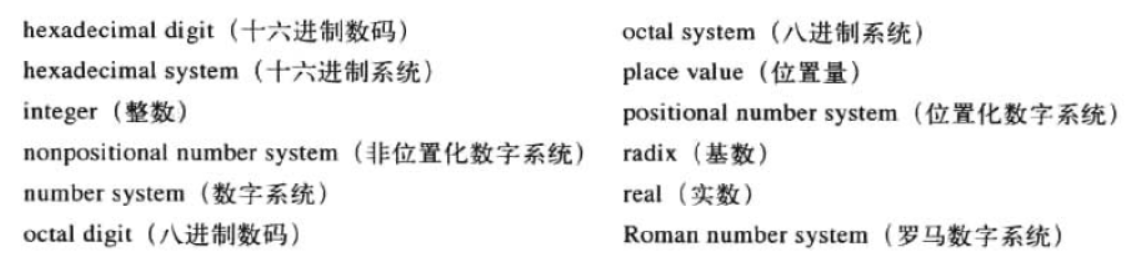 hexadecimal digit（十六进制数码）
hexadecimal system（十六进制系统）
integer（整数）
nonpositional number system（非位置化数字系统）
number system（数字系统）
octal digit（八进制数码）
octal system（八进制系统）
place value（位置量）
positional number system（位置化数字系统）
radix（基数）
real（实数）
Roman number system（罗马数字系统）